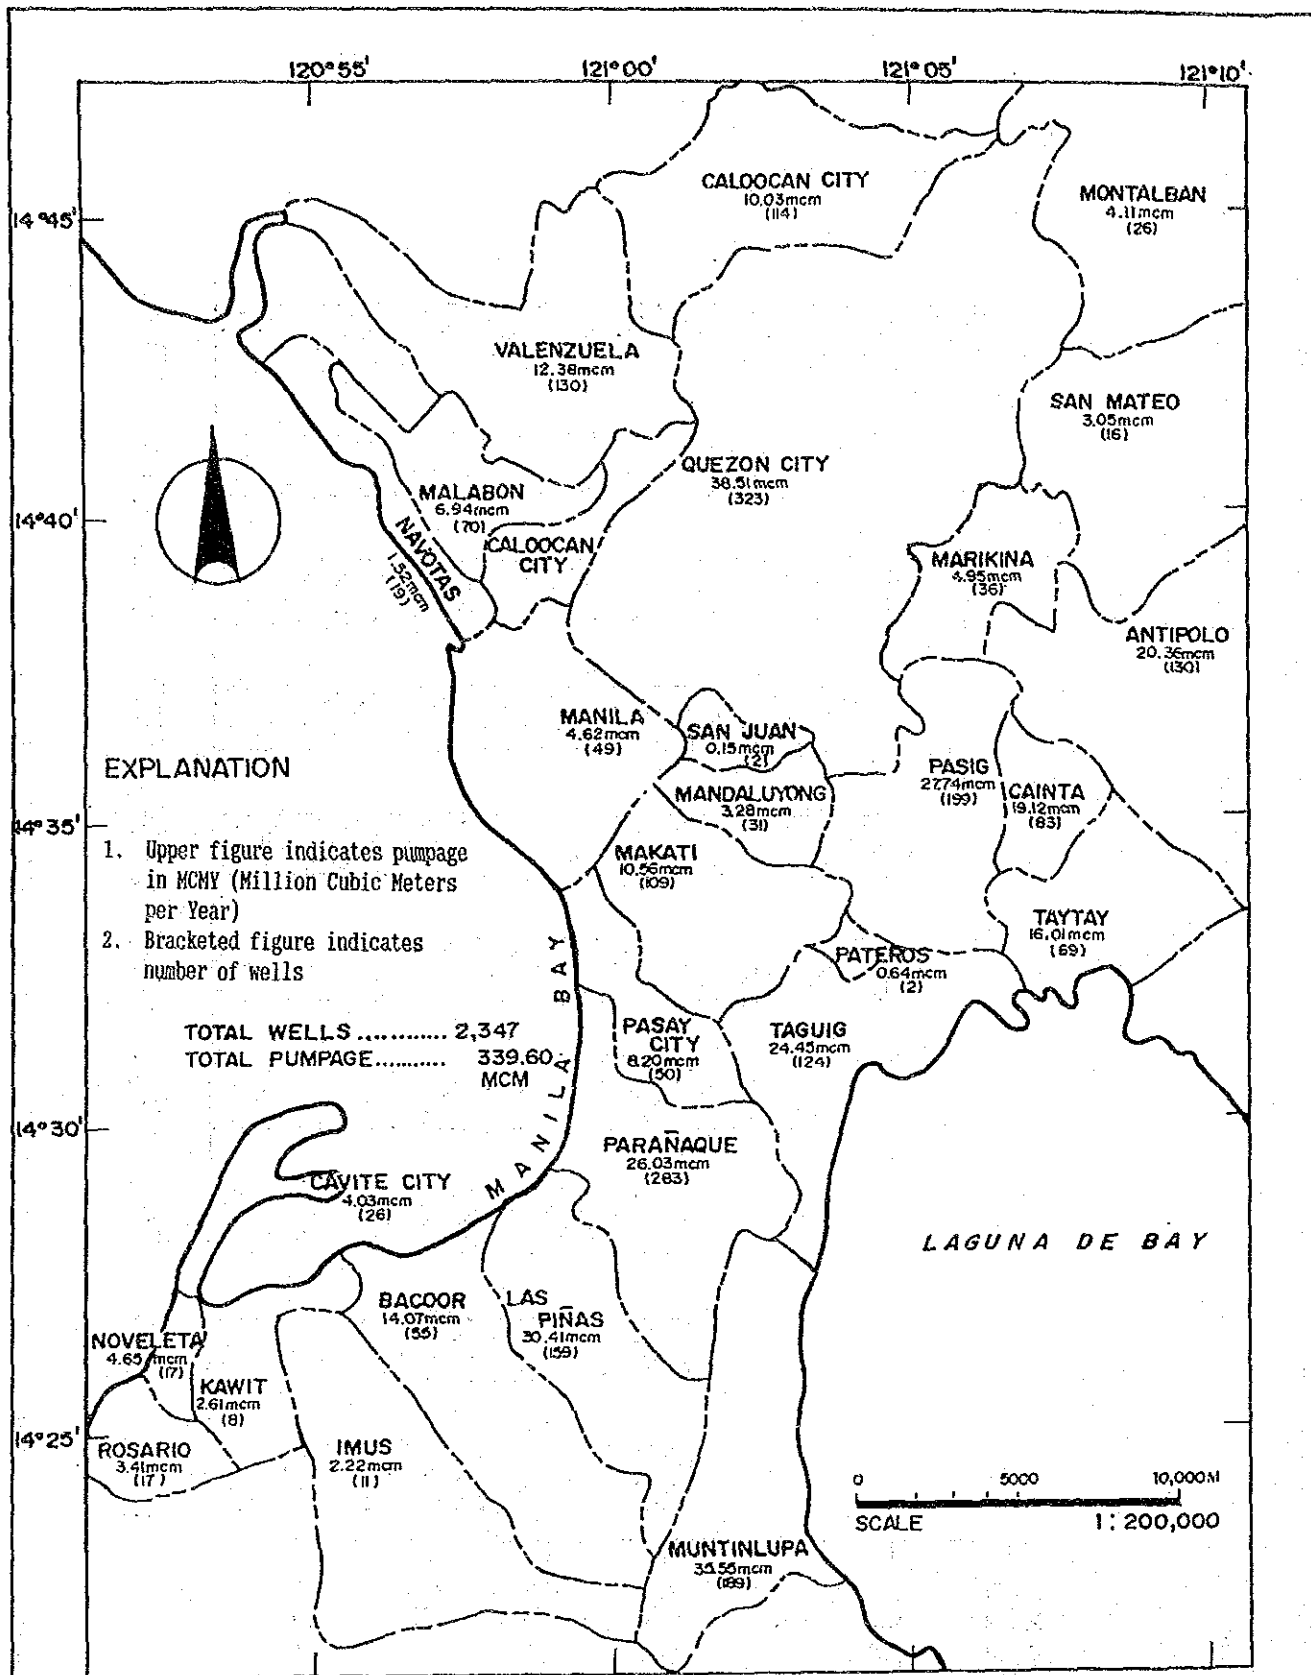 120°55'
121°00'
121°05'
121°10'
14°45'
14°40'
14°35'
14°30'
14°25'
CALOOCAN CITY
10.03mcm
(114)
MONTALBAN
4.11mcm
(26)
VALENZUELA
12.38mcm
(130)
SAN MATEO
3.05mcm
(16)
QUEZON CITY
38.51mcm
(323)
MALABON
6.94mcm
(70)
NAVOTAS
1.52mcm
(19)
CALOOCAN
CITY
MARIKINA
4.95mcm
(36)
ANTIPOLO
20.36mcm
(130)
MANILA
4.62mcm
(49)
SAN JUAN
0.15mcm
(2)
MANDALUYONG
3.28mcm
(31)
PASIG
27.74mcm
(199)
CAINTA
19.12mcm
(83)
MAKATI
10.56mcm
(109)
TAYTAY
16.01mcm
(69)
PATEROS
0.64mcm
(2)
PASAY
CITY
8.20mcm
(50)
TAGUIG
24.45mcm
(124)
EXPLANATION
1. Upper figure indicates pumpage
in MCMY (Million Cubic Meters
per Year)
2. Bracketed figure indicates
number of wells
TOTAL WELLS ........... 2,347
TOTAL PUMPAGE.......... 339.60
MCM
MANILA BAY
PARAÑAQUE
26.03mcm
(283)
CAVITE CITY
4.03mcm
(26)
LAGUNA DE BAY
BACOOR
14.07mcm
(55)
LAS
PIÑAS
30.41mcm
(159)
NOVELETA
4.65 mcm
(17)
KAWIT
2.61mcm
(8)
ROSARIO
3.41mcm
(17)
IMUS
2.22mcm
(11)
MUNTINLUPA
35.55mcm
(189)
0 5000 10,000M
SCALE 1:200,000